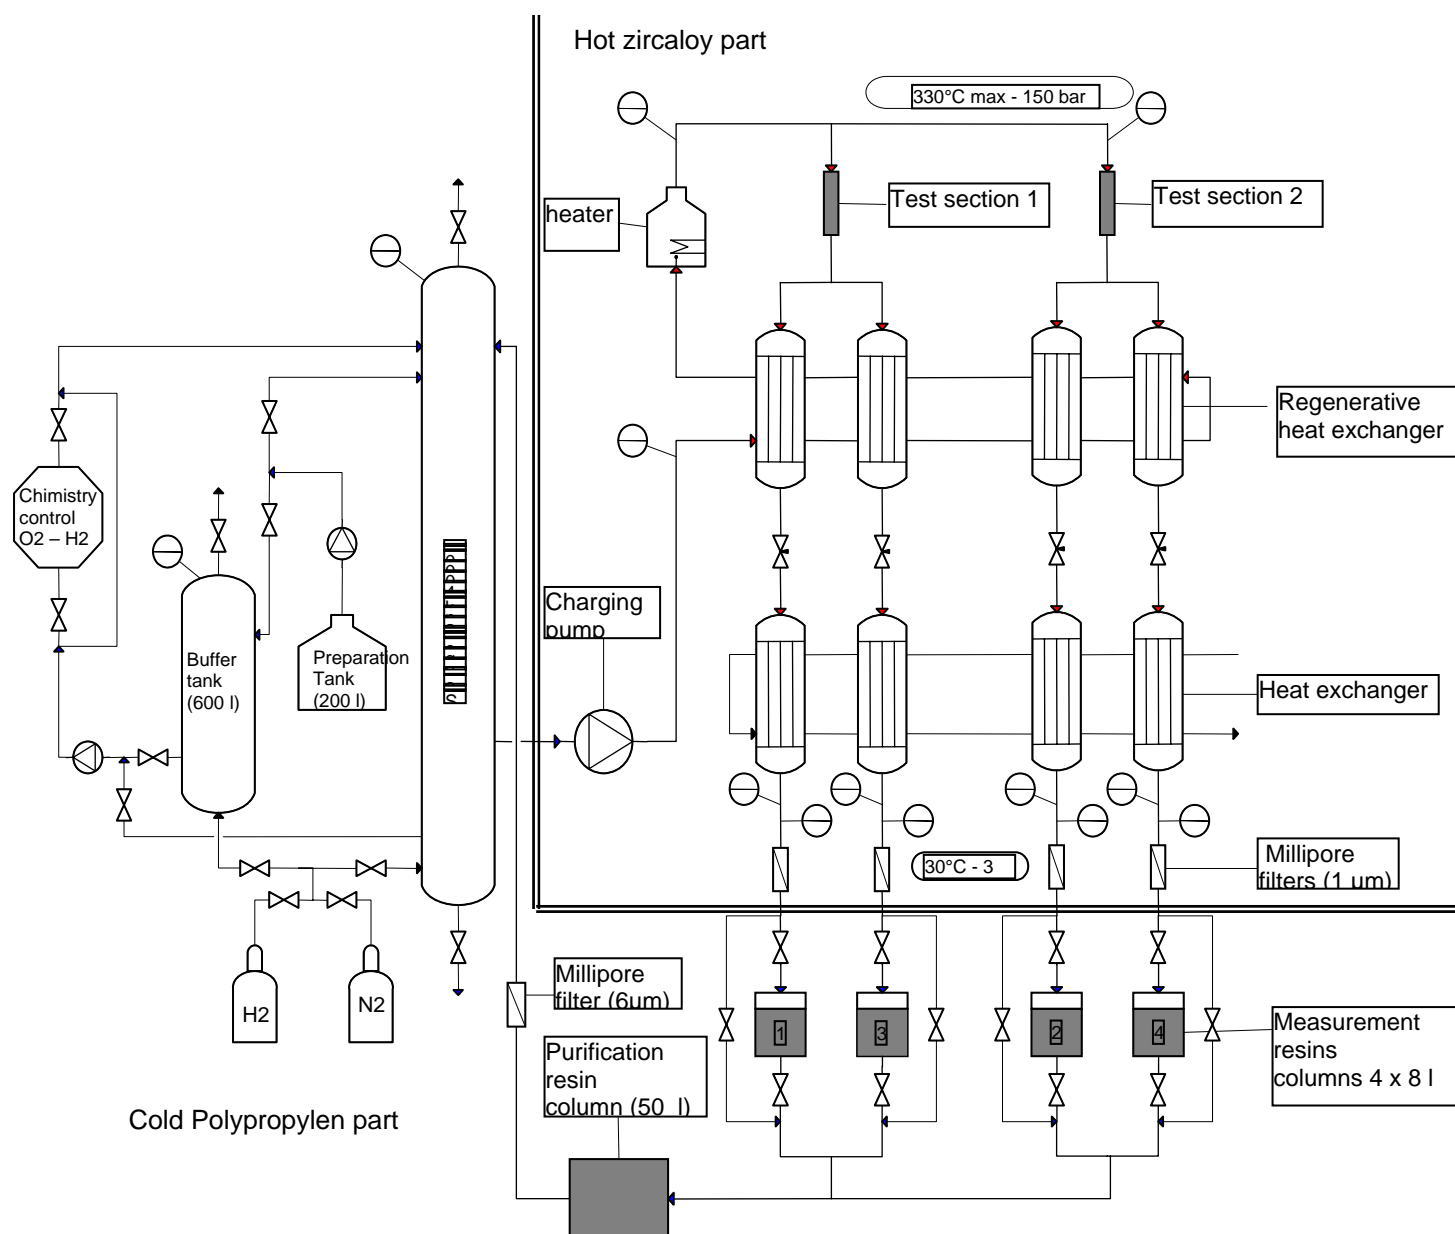 Hot zircaloy part
330°C max - 150 bar
heater
Test section 1
Test section 2
Regenerative
heat exchanger
Chimistry
control
O2 – H2
Buffer
tank
(600 l)
Preparation
Tank
(200 l)
Charging
pump
Heat exchanger
30°C - 3
Millipore
filters (1 µm)
H2
N2
Millipore
filter (6µm)
1
3
2
4
Measurement
resins
columns 4 x 8 l
Purification
resin
column (50 l)
Cold Polypropylen part